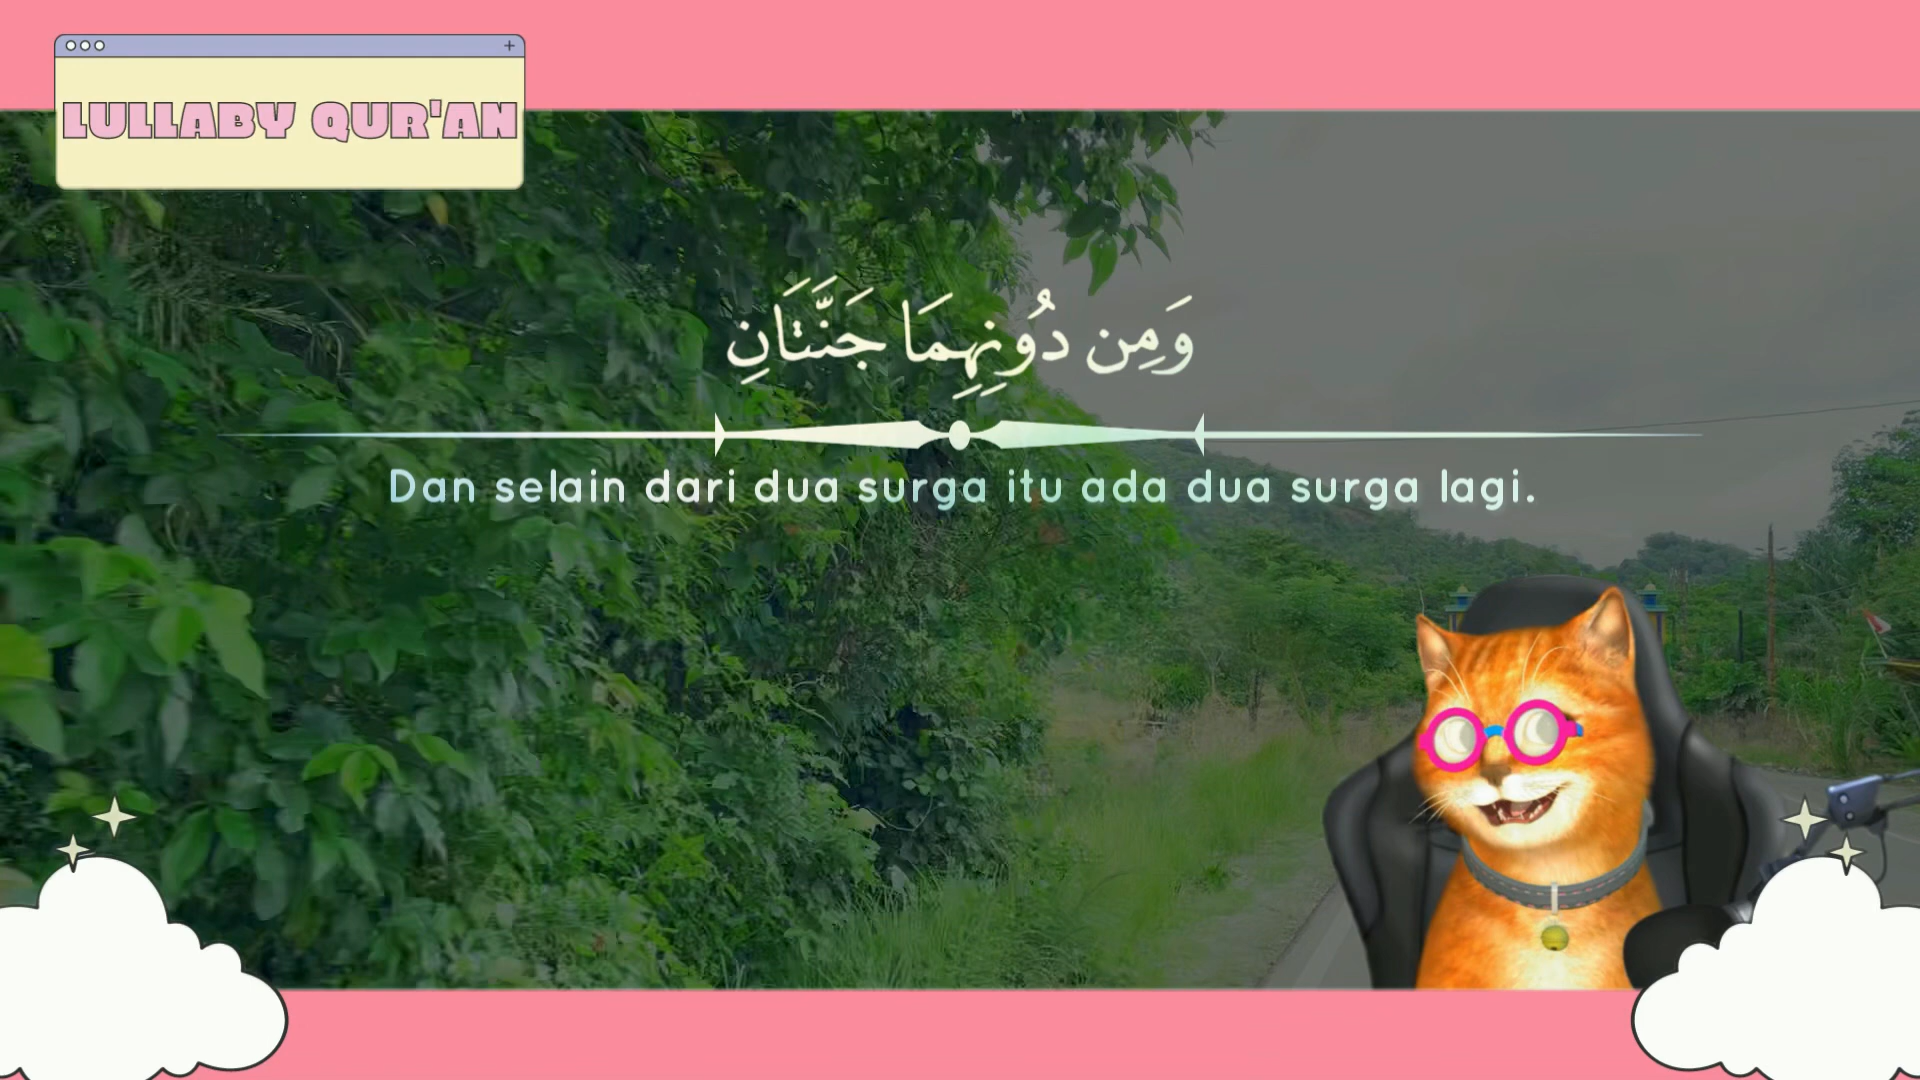 LULLABY QUR'AN
وَمِن دُونِهِمَا جَنَّتَانِ
Dan selain dari dua surga itu ada dua surga lagi.